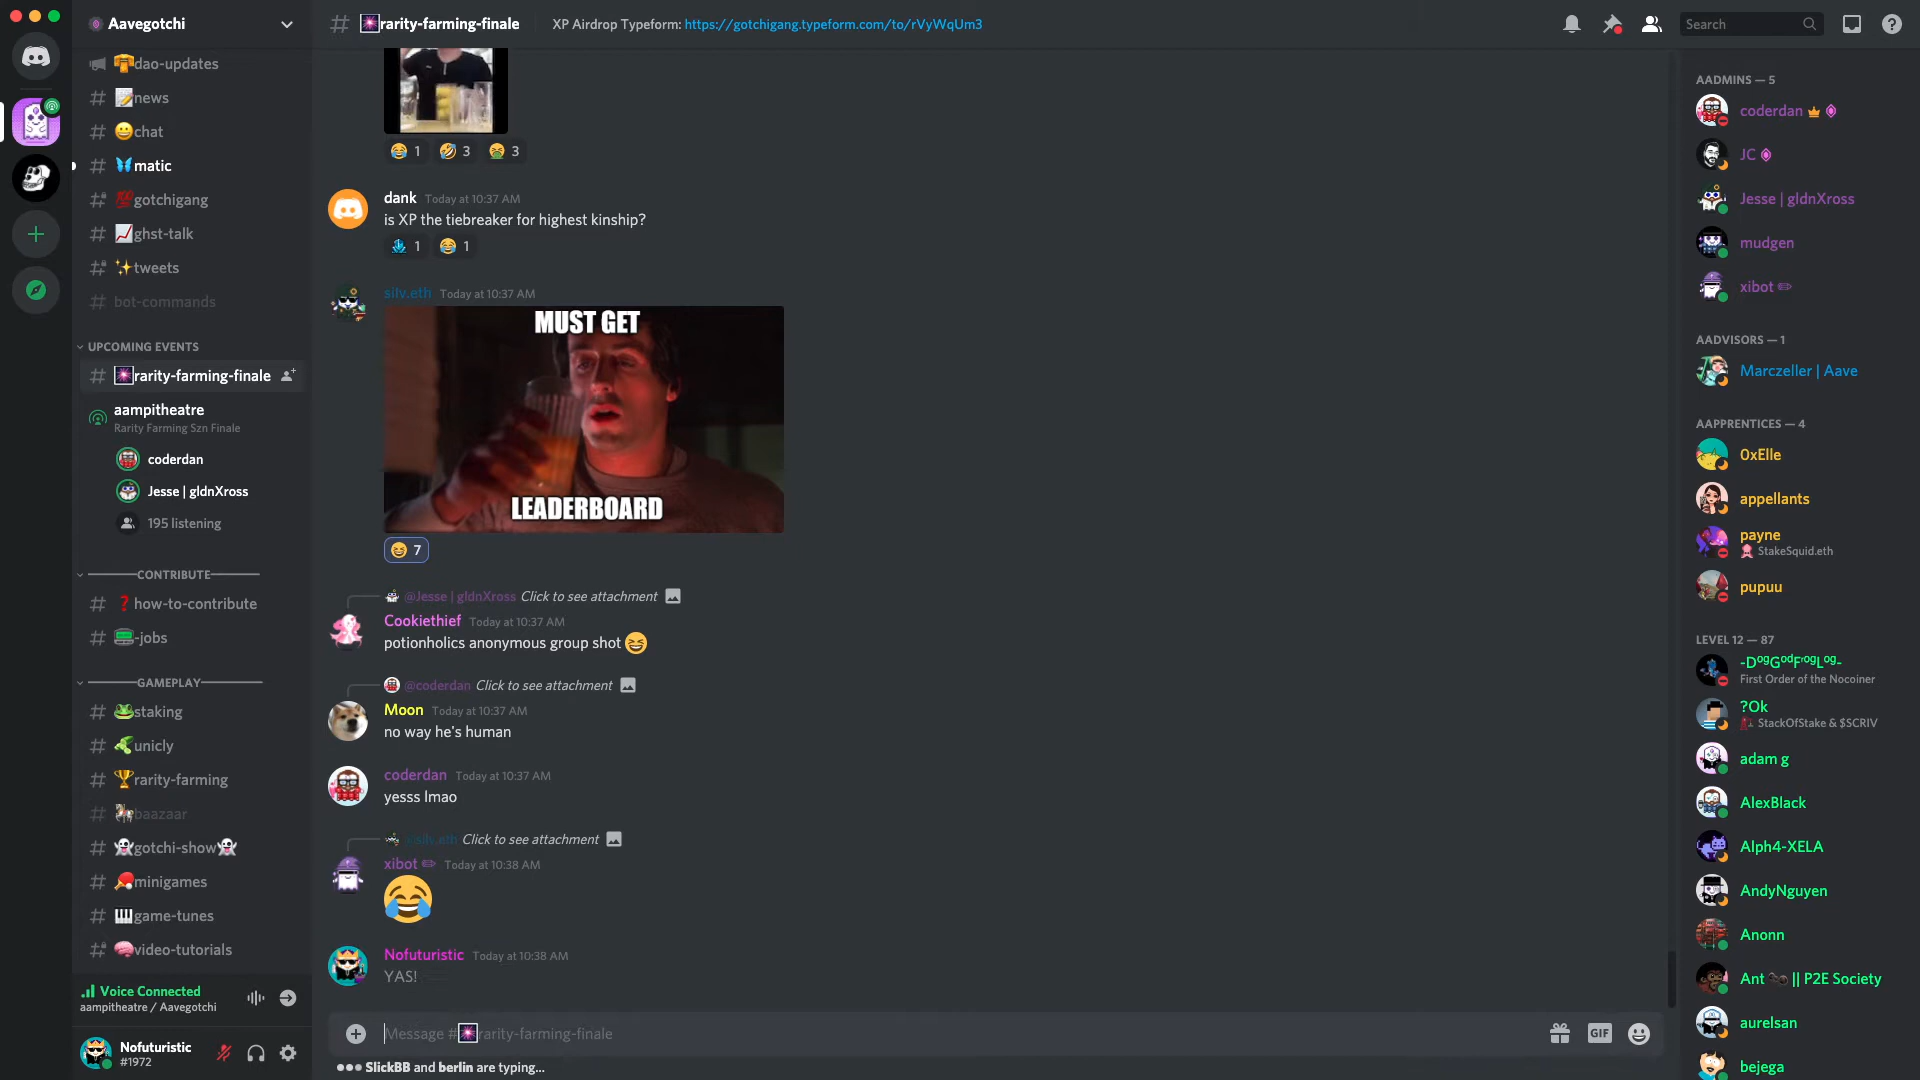 Aavegotchi
dao-updates
news
chat
matic
gotchigang
ghst-talk
tweets
bot-commands
UPCOMING EVENTS
rarity-farming-finale
aampitheatre
Rarity Farming Szn Finale
coderdan
Jesse | gldnXross
195 listening
CONTRIBUTE
how-to-contribute
-jobs
GAMEPLAY
staking
unicly
rarity-farming
baazaar
gotchi-show
minigames
game-tunes
video-tutorials
Voice Connected
aampitheatre / Aavegotchi
Nofuturistic
#1972
rarity-farming-finale
XP Airdrop Typeform: https://gotchigang.typeform.com/to/rVyWqUm3
Search
1 3 3
dank Today at 10:37 AM
is XP the tiebreaker for highest kinship?
1 1
silv.eth Today at 10:37 AM
MUST GET
LEADERBOARD
7
@Jesse | gldnXross Click to see attachment
Cookiethief Today at 10:37 AM
potionholics anonymous group shot
@coderdan Click to see attachment
Moon Today at 10:37 AM
no way he's human
coderdan Today at 10:37 AM
yesss lmao
silv.eth Click to see attachment
xibot Today at 10:38 AM
Nofuturistic Today at 10:38 AM
YAS!
Message #rarity-farming-finale
GIF
SlickBB and berlin are typing...
AADMINS — 5
coderdan
JC
Jesse | gldnXross
mudgen
xibot
AADVISORS — 1
Marczeller | Aave
AAPRENTICES — 4
0xElle
appellants
payne
StakeSquid.eth
pupuu
LEVEL 12 — 87
-DᵒᵍGᵒᵈFʳᵒᵍLᵒᵍ-
First Order of the Nocoiner
?Ok
StackOfStake & $SCRIV
adam g
AlexBlack
Alph4-XELA
AndyNguyen
Anonn
Ant || P2E Society
aurelsan
bejega